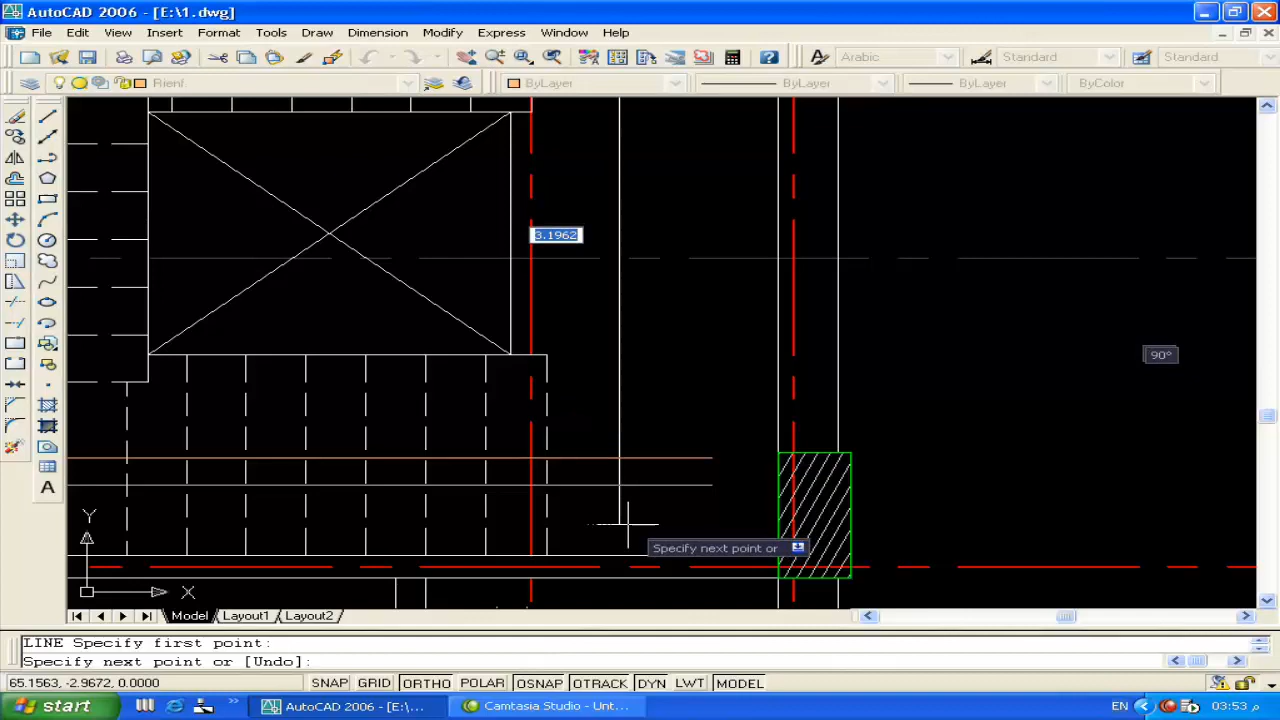 AutoCAD 2006 - [E:\1.dwg]
File Edit View Insert Format Tools Draw Dimension Modify Express Window Help
Arabic Standard Standard
Rienf ByLayer ByLayer ByLayer ByColor
3.1962
90°
Specify next point or
Y
X
A
Model Layout1 Layout2
LINE Specify first point:
Specify next point or [Undo]:
65.1563, -2.9672, 0.0000 SNAP GRID ORTHO POLAR OSNAP OTRACK DYN LWT MODEL
start AutoCAD 2006 - [E:\... Camtasia Studio - Unt... EN 03:53 م